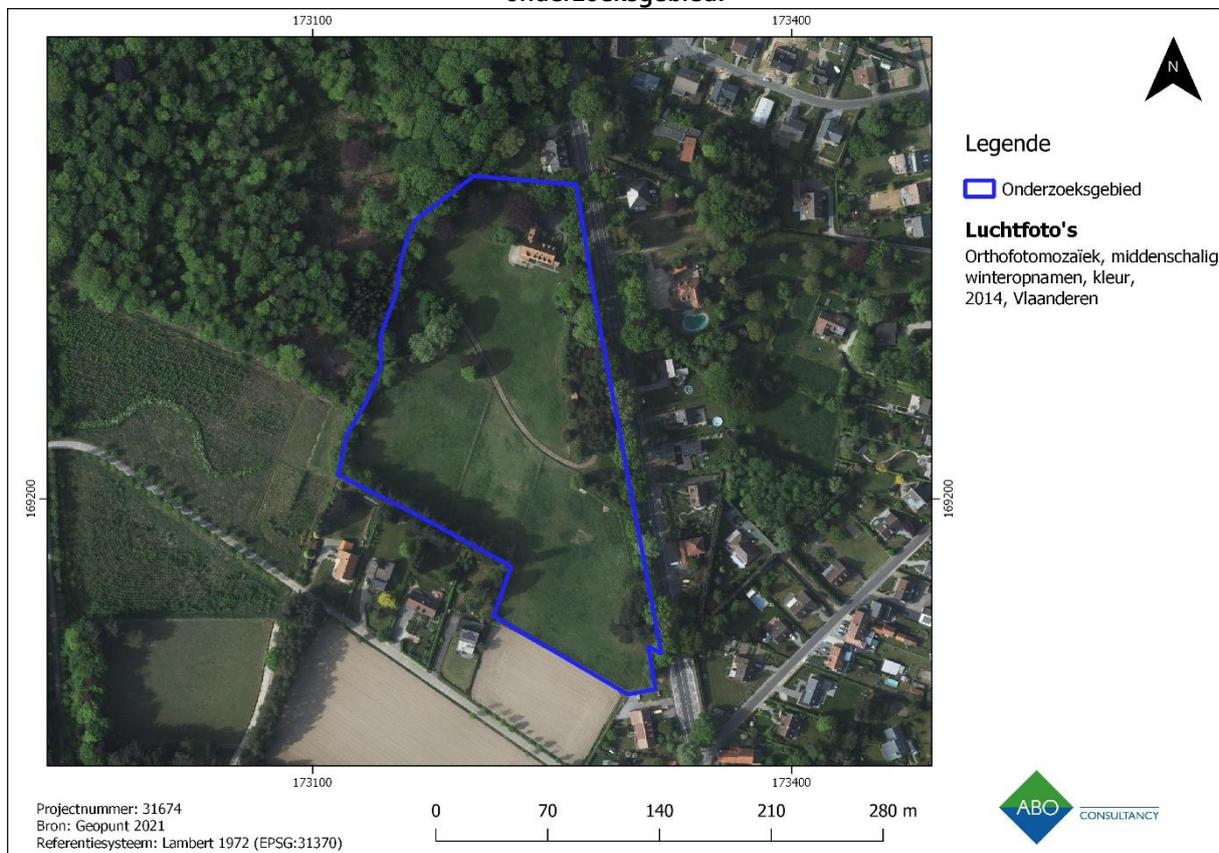 onderzoeksgebied.
173100
173400
N
Legende
Onderzoeksgebied
Luchtfoto's
Orthofotomozaïek, middenschalig,
winteropnamen, kleur,
2014, Vlaanderen
169200
169200
173100
173400
Projectnummer: 31674
Bron: Geopunt 2021
Referentiesysteem: Lambert 1972 (EPSG:31370)
0 70 140 210 280 m
ABO
CONSULTANCY